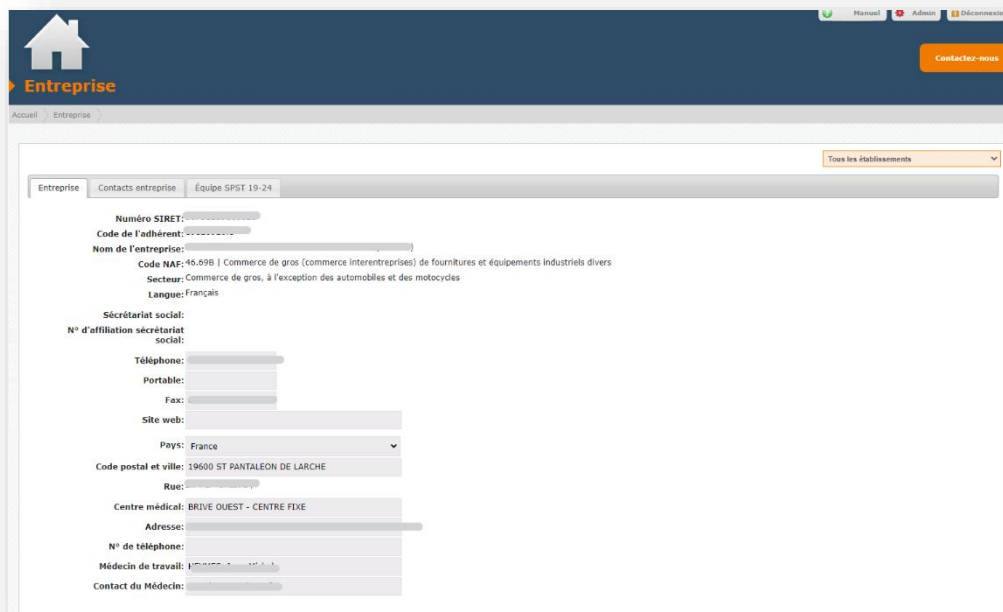 Manuel
Admin
Contactez-nous
Entreprise
Accueil Entreprise
Tous les établissements
Entreprise Contacts entreprise Équipe SPST 19-24
Numéro SIRET:
Code de l'adhérent:
Nom de l'entreprise:
Code NAF: 46.69B | Commerce de gros (commerce interentreprises) de fournitures et équipements industriels divers
Secteur: Commerce de gros, à l'exception des automobiles et des motocycles
Langue: Français
Sécrétariat social:
N° d'affiliation sécrétariat
social:
Téléphone:
Portable:
Fax:
Site web:
Pays: France
Code postal et ville: 19600 ST PANTALEON DE LARCHE
Rue:
Centre médical: BRIVE OUEST - CENTRE FIXE
Adresse:
N° de téléphone:
Médecin de travail:
Contact du Médecin: